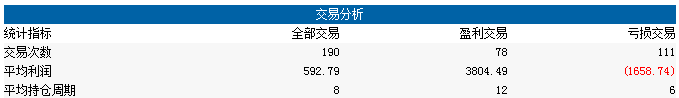 交易分析
统计指标 全部交易 盈利交易 亏损交易
交易次数 190 78 111
平均利润 592.79 3804.49 (1658.74)
平均持仓周期 8 12 6